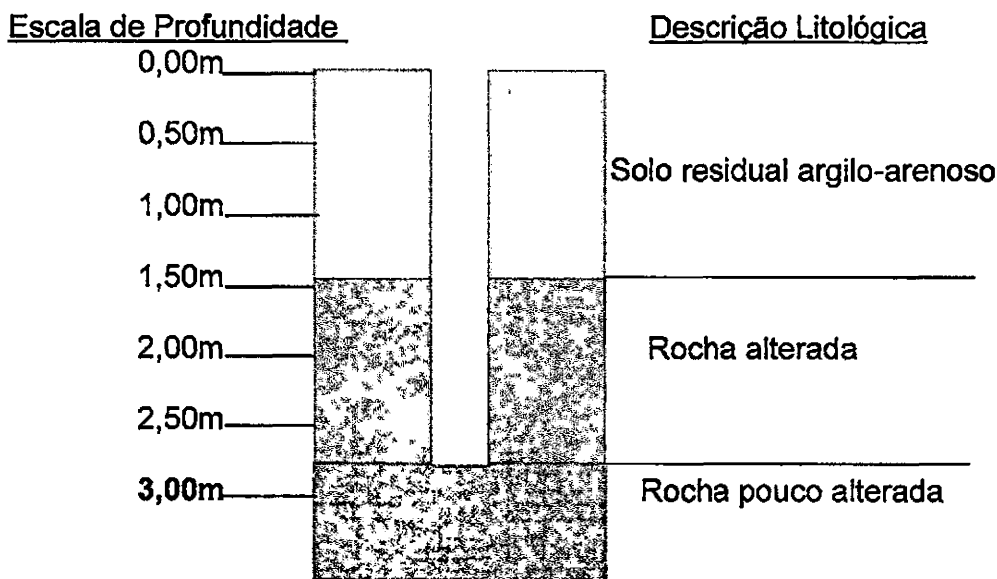 Escala de Profundidade
Descrição Litológica
0,00m
0,50m
Solo residual argilo-arenoso
1,00m
1,50m
2,00m
Rocha alterada
2,50m
3,00m
Rocha pouco alterada